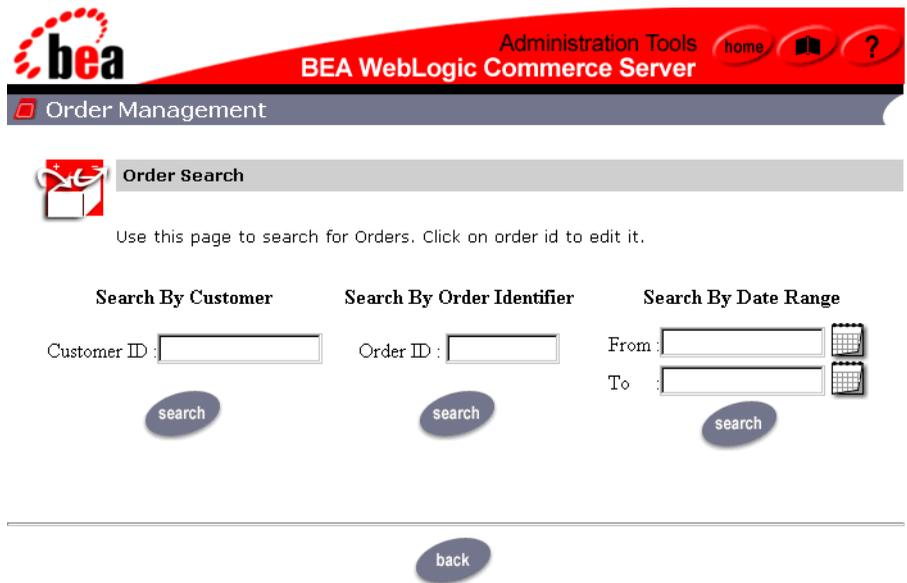 bea
Administration Tools
BEA WebLogic Commerce Server
home
?
Order Management
Order Search
Use this page to search for Orders. Click on order id to edit it.
Search By Customer
Customer ID :
search
Search By Order Identifier
Order ID :
search
Search By Date Range
From :
To :
search
back